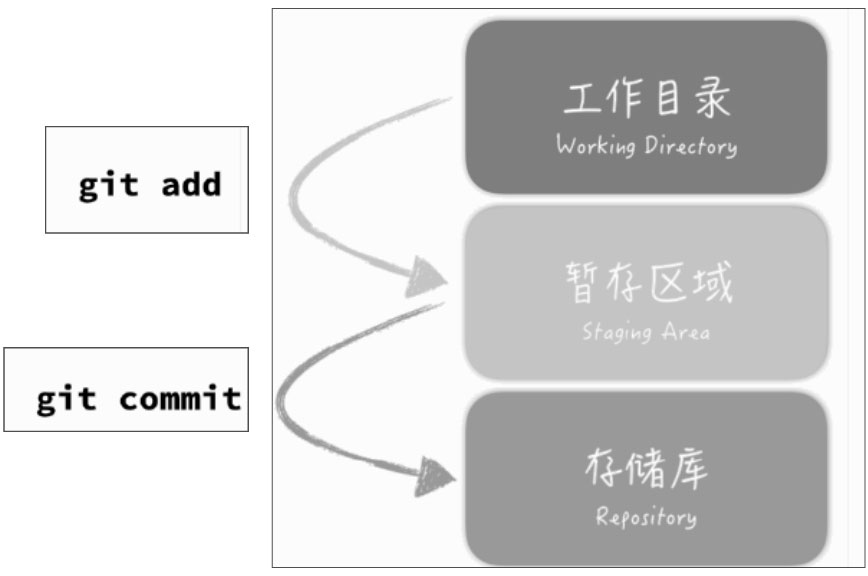 git add
git commit
工作目录
Working Directory
暂存区域
Staging Area
存储库
Repository